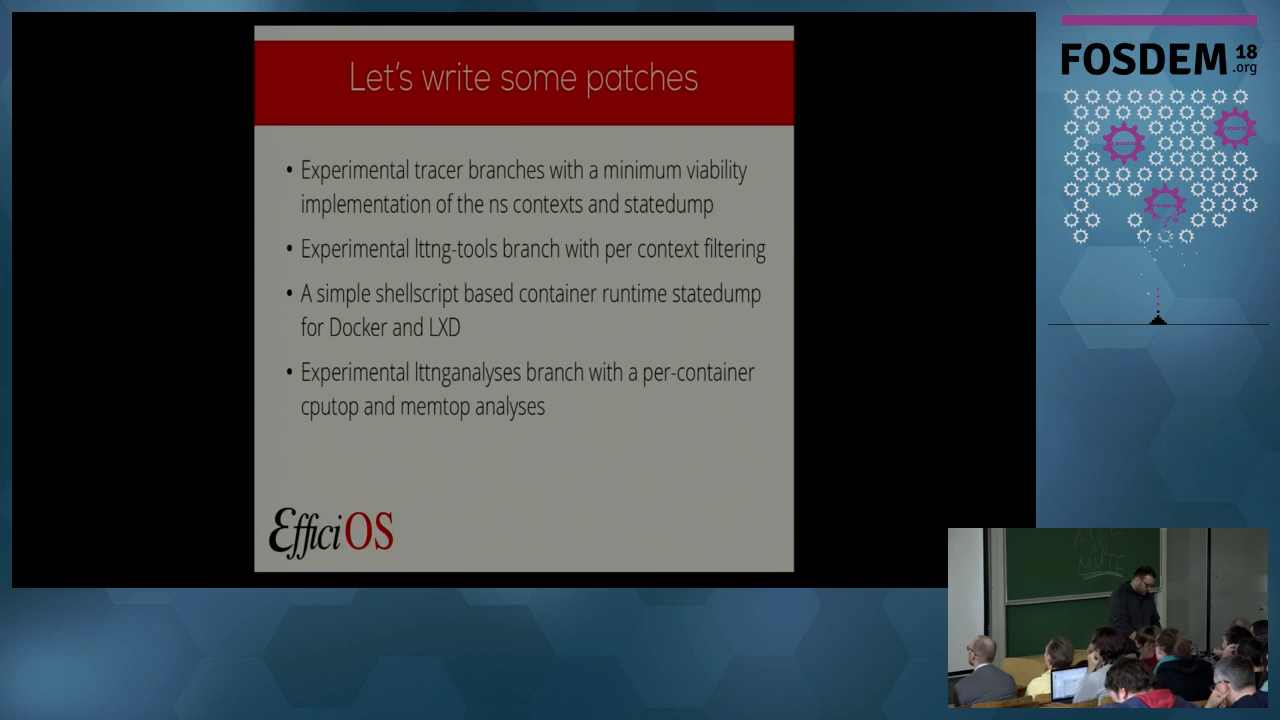 Let's write some patches
• Experimental tracer branches with a minimum viability
implementation of the ns contexts and statedump
• Experimental lttng-tools branch with per context filtering
• A simple shellscript based container runtime statedump
for Docker and LXD
• Experimental lttnganalyses branch with a per-container
cputop and memtop analyses
EfficiOS
FOSDEM 18
.org
MUTE